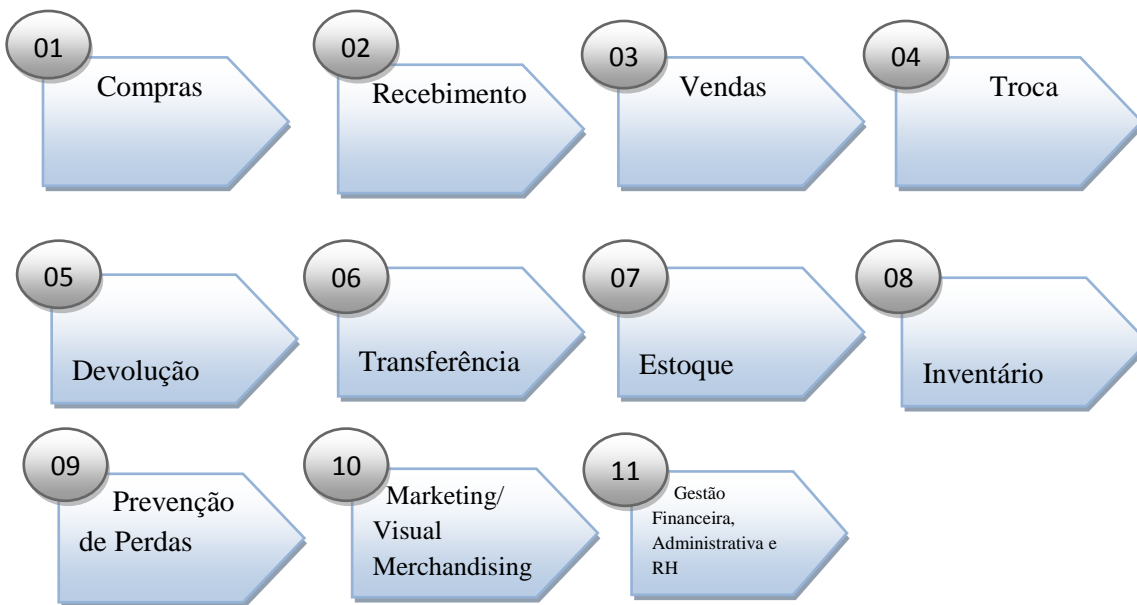 01
Compras
02
Recebimento
03
Vendas
04
Troca
05
Devolução
06
Transferência
07
Estoque
08
Inventário
09
Prevenção
de Perdas
10
Marketing/
Visual
Merchandising
11
Gestão
Financeira,
Administrativa e
RH